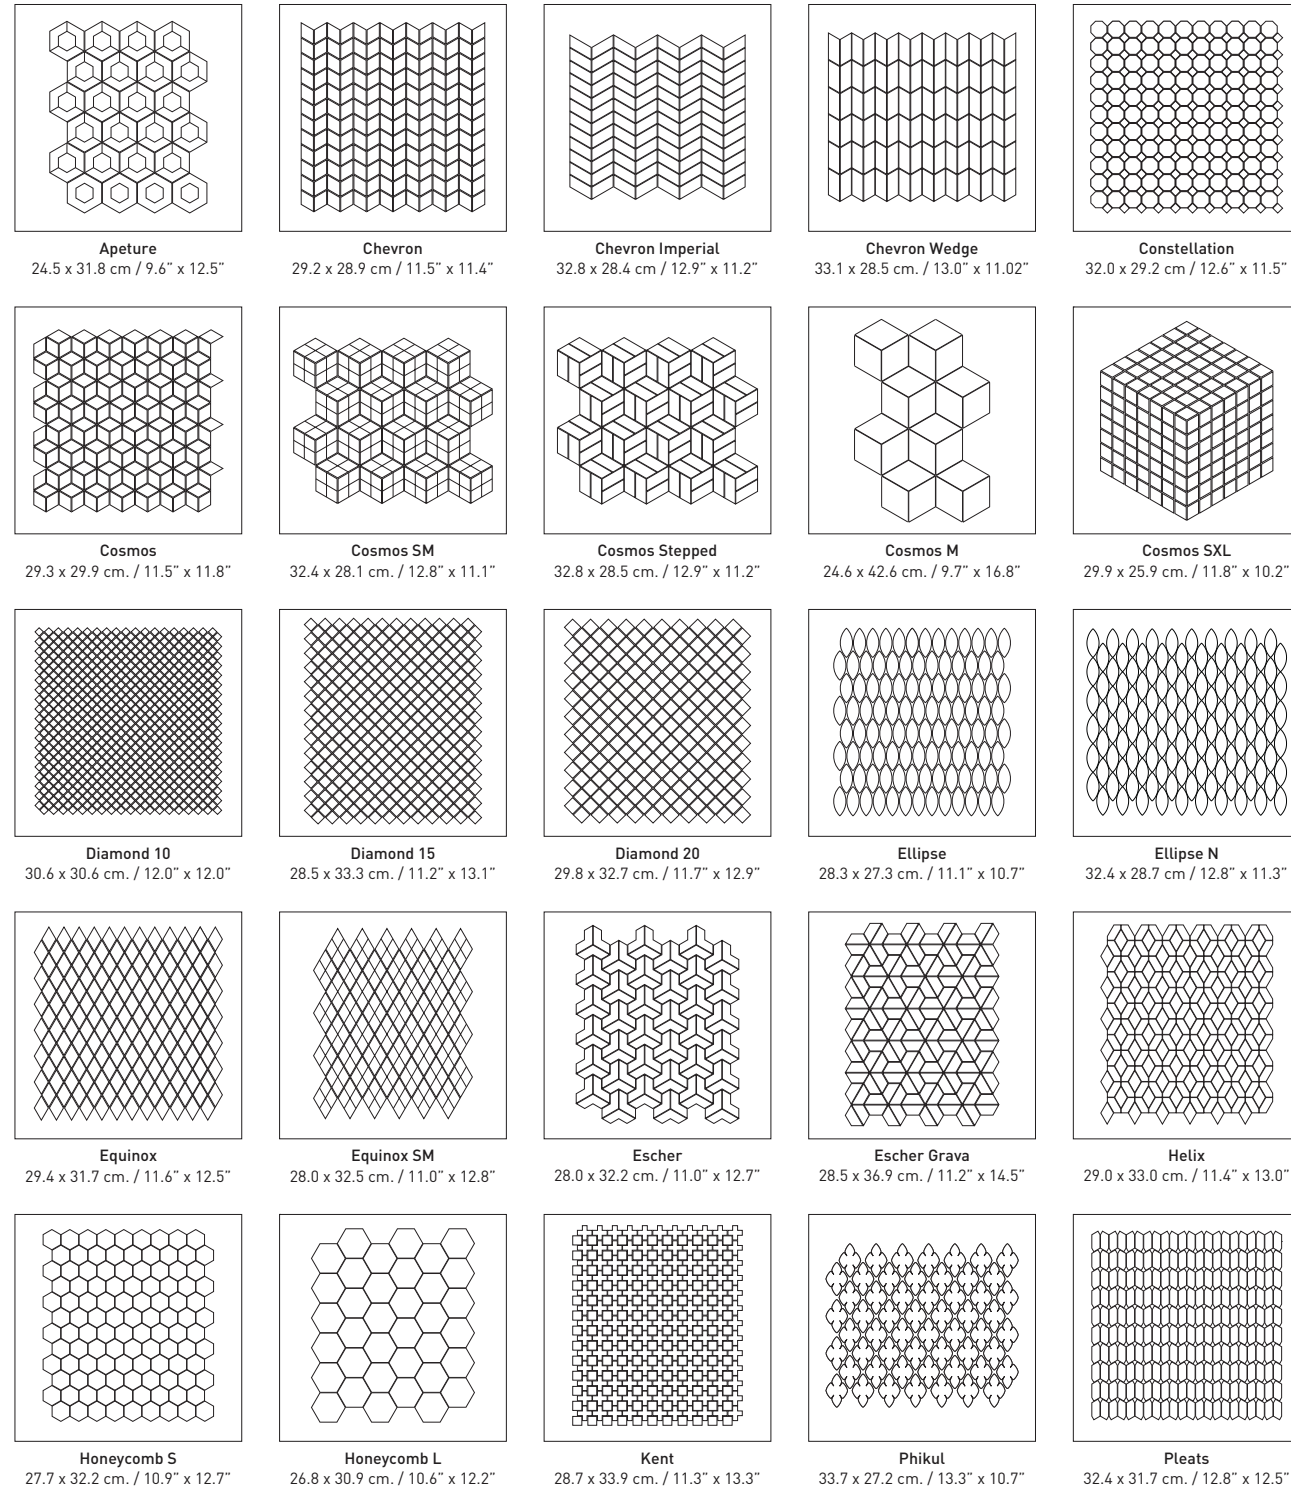 Apeture
24.5 x 31.8 cm / 9.6” x 12.5”
Chevron
29.2 x 28.9 cm / 11.5” x 11.4”
Chevron Imperial
32.8 x 28.4 cm / 12.9” x 11.2”
Chevron Wedge
33.1 x 28.5 cm. / 13.0” x 11.02”
Constellation
32.0 x 29.2 cm / 12.6” x 11.5”
Cosmos
29.3 x 29.9 cm. / 11.5” x 11.8”
Cosmos SM
32.4 x 28.1 cm. / 12.8” x 11.1”
Cosmos Stepped
32.8 x 28.5 cm. / 12.9” x 11.2”
Cosmos M
24.6 x 42.6 cm. / 9.7” x 16.8”
Cosmos SXL
29.9 x 25.9 cm. / 11.8” x 10.2”
Diamond 10
30.6 x 30.6 cm. / 12.0” x 12.0”
Diamond 15
28.5 x 33.3 cm. / 11.2” x 13.1”
Diamond 20
29.8 x 32.7 cm. / 11.7” x 12.9”
Ellipse
28.3 x 27.3 cm. / 11.1” x 10.7”
Ellipse N
32.4 x 28.7 cm / 12.8” x 11.3”
Equinox
29.4 x 31.7 cm. / 11.6” x 12.5”
Equinox SM
28.0 x 32.5 cm. / 11.0” x 12.8”
Escher
28.0 x 32.2 cm. / 11.0” x 12.7”
Escher Grava
28.5 x 36.9 cm. / 11.2” x 14.5”
Helix
29.0 x 33.0 cm. / 11.4” x 13.0”
Honeycomb S
27.7 x 32.2 cm. / 10.9” x 12.7”
Honeycomb L
26.8 x 30.9 cm. / 10.6” x 12.2”
Kent
28.7 x 33.9 cm. / 11.3” x 13.3”
Phikul
33.7 x 27.2 cm. / 13.3” x 10.7”
Pleats
32.4 x 31.7 cm. / 12.8” x 12.5”